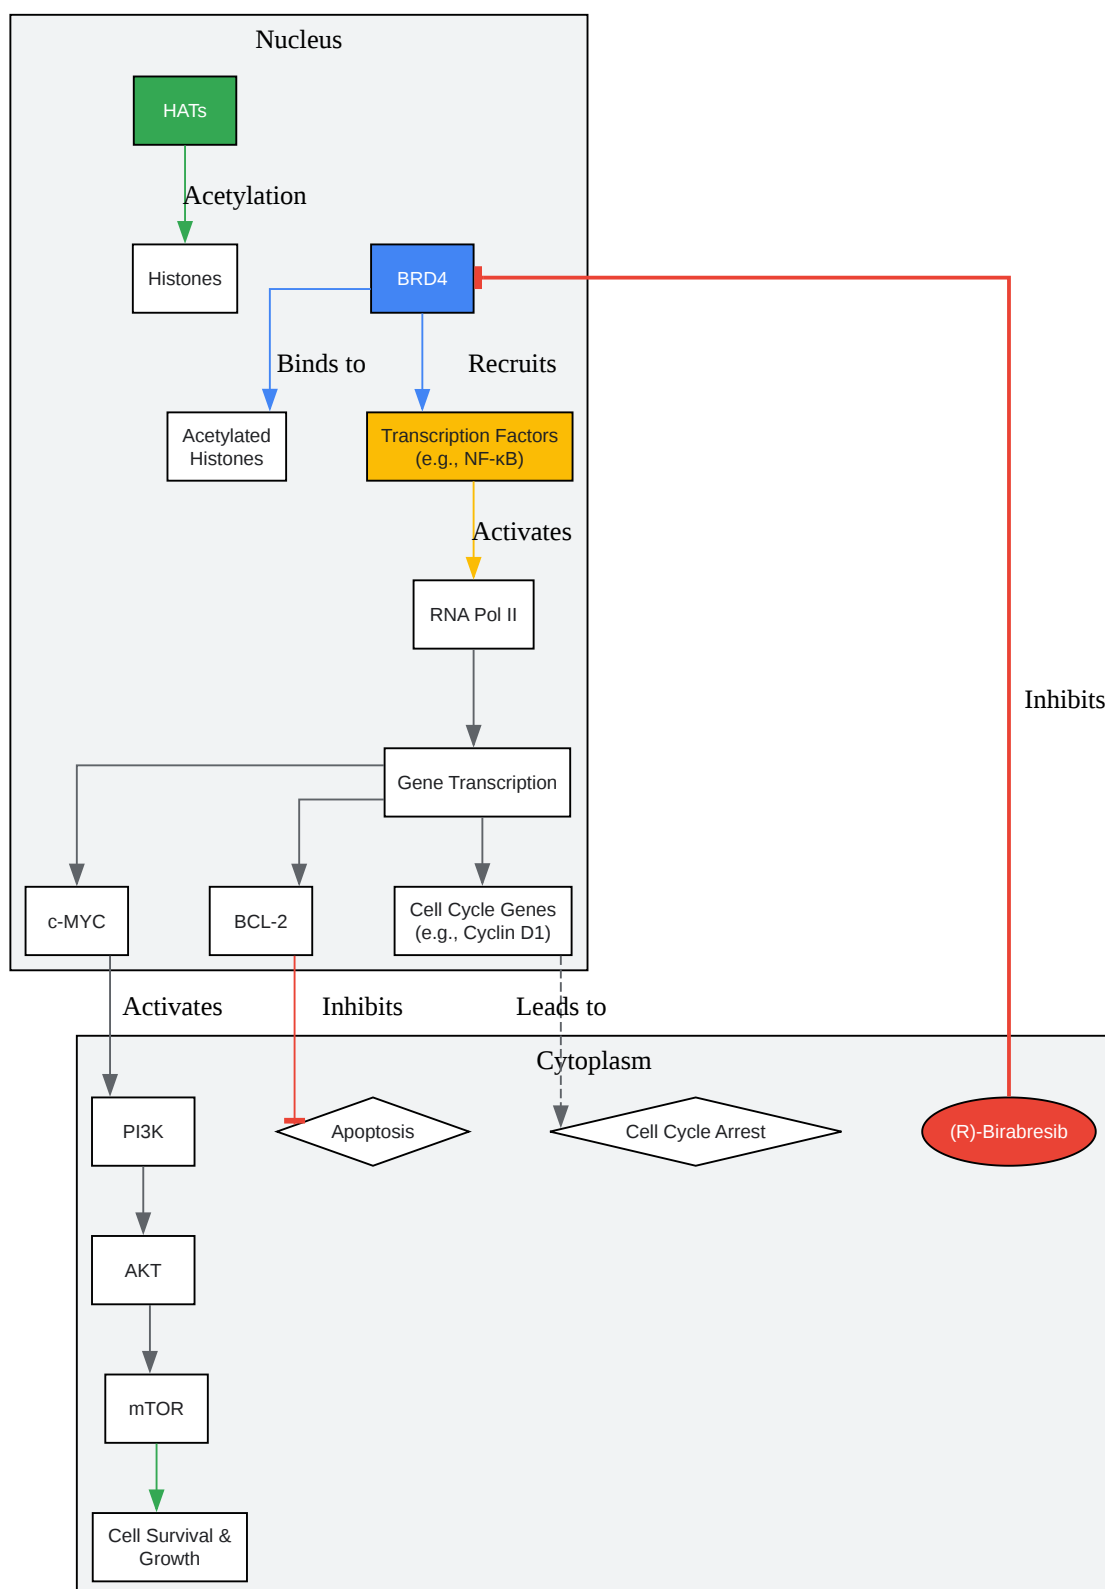 Nucleus
HATs
Acetylation
Histones
BRD4
Binds to
Recruits
Acetylated
Histones
Transcription Factors
(e.g., NF-κB)
Activates
RNA Pol II
Inhibits
Gene Transcription
c-MYC
BCL-2
Cell Cycle Genes
(e.g., Cyclin D1)
Activates
Inhibits
Leads to
Cytoplasm
PI3K
Apoptosis
Cell Cycle Arrest
(R)-Birabresib
AKT
mTOR
Cell Survival &
Growth